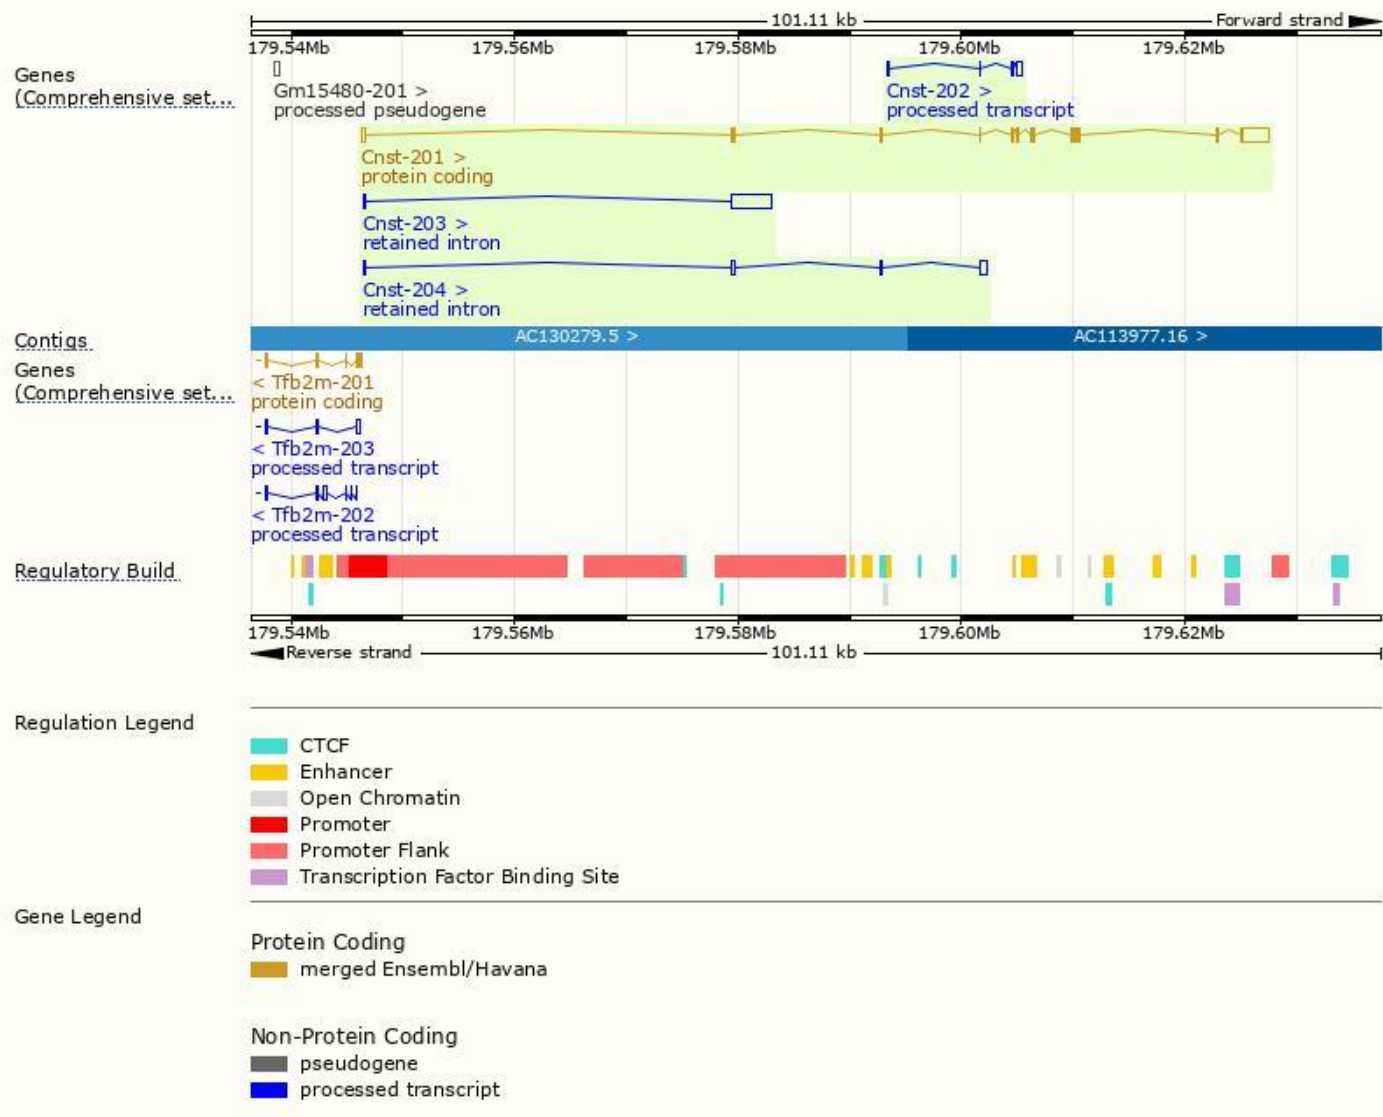 101.11 kb Forward strand
179.54Mb 179.56Mb 179.58Mb 179.60Mb 179.62Mb
Genes
(Comprehensive set...
Gm15480-201 >
processed pseudogene
Cnst-202 >
processed transcript
Cnst-201 >
protein coding
Cnst-203 >
retained intron
Cnst-204 >
retained intron
Contigs AC130279.5 > AC113977.16 >
Genes
(Comprehensive set...
< Tfb2m-201
protein coding
< Tfb2m-203
processed transcript
< Tfb2m-202
processed transcript
Regulatory Build
179.54Mb 179.56Mb 179.58Mb 179.60Mb 179.62Mb
Reverse strand 101.11 kb
Regulation Legend
CTCF
Enhancer
Open Chromatin
Promoter
Promoter Flank
Transcription Factor Binding Site
Gene Legend
Protein Coding
merged Ensembl/Havana
Non-Protein Coding
pseudogene
processed transcript